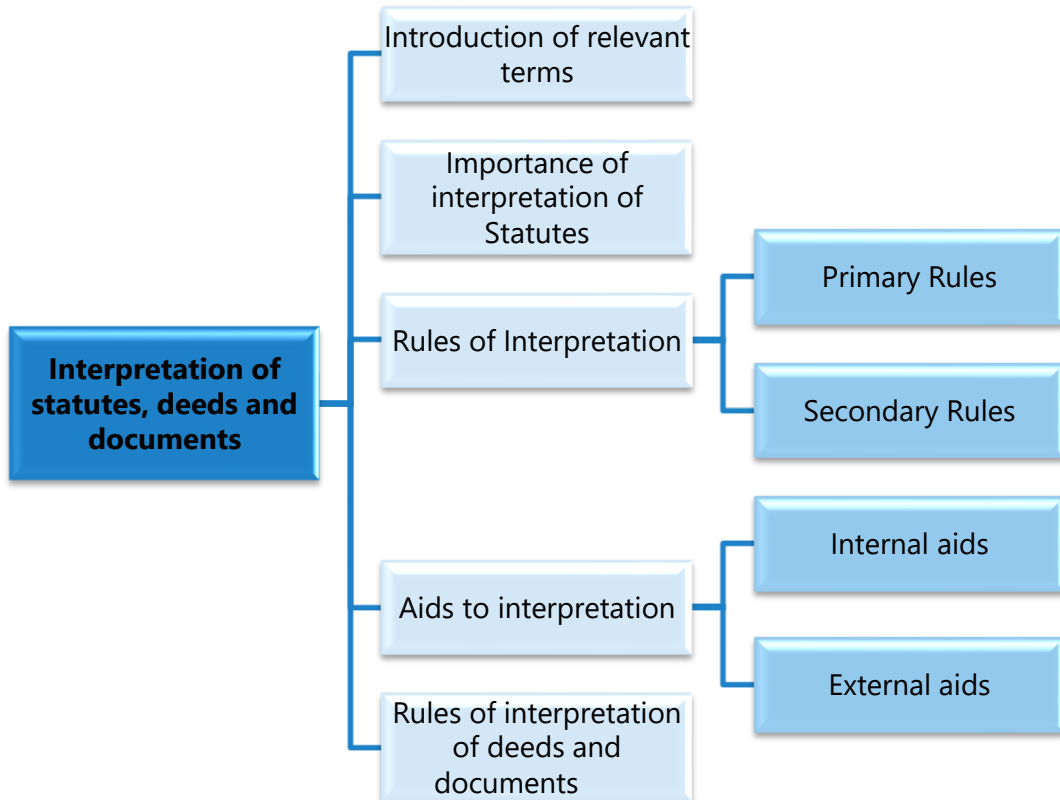 Introduction of relevant
terms
Importance of
interpretation of
Statutes
Primary Rules
Rules of Interpretation
Interpretation of
statutes, deeds and
documents
Secondary Rules
Internal aids
Aids to interpretation
External aids
Rules of interpretation
of deeds and
documents